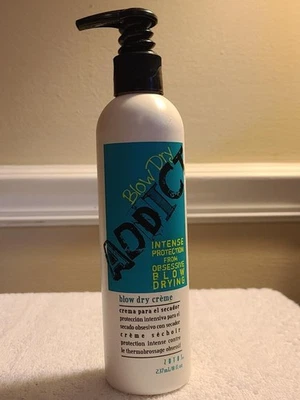 Blow Dry
ADDICT
INTENSE
PROTECTION
FROM
OBSESSIVE
BLOW
DRYING
blow dry crème
crema para el secador
protección intensiva para el
secado obsesivo con secador
crème séchoir
protection intense contre
le thermobrossage obsessif